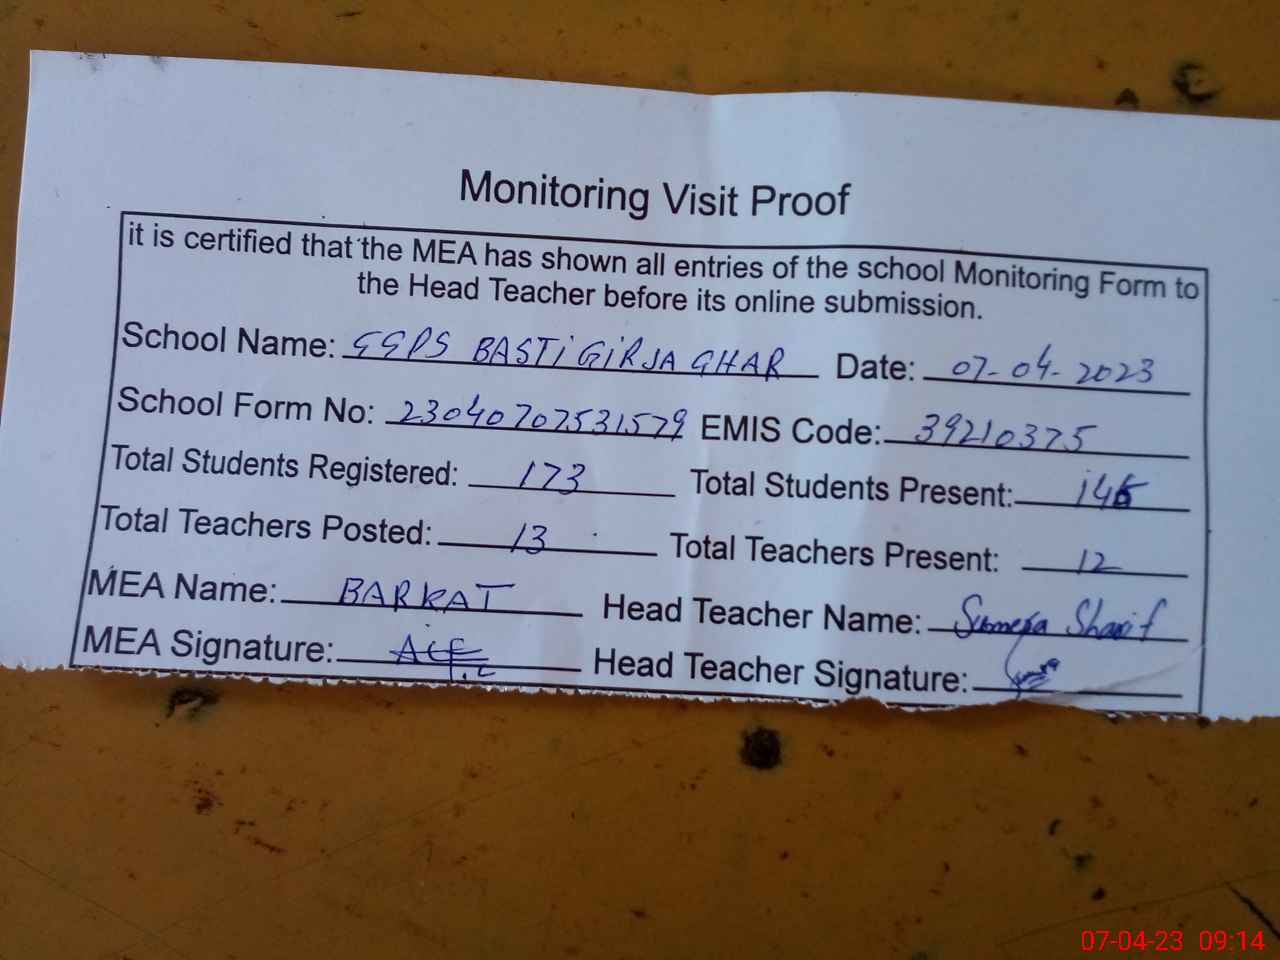 Monitoring Visit Proof
it is certified that the MEA has shown all entries of the school Monitoring Form to
the Head Teacher before its online submission.
School Name: GGPS BASTI GIRJA GHAR Date: 07-04-2023
School Form No: 23040707531579 EMIS Code: 39210375
Total Students Registered: 173 Total Students Present:
Total Teachers Posted: 13 Total Teachers Present: 12
MEA Name: BARKAT Head Teacher Name: Sumera Sharif
MEA Signature: Head Teacher Signature:
07-04-23 09:14